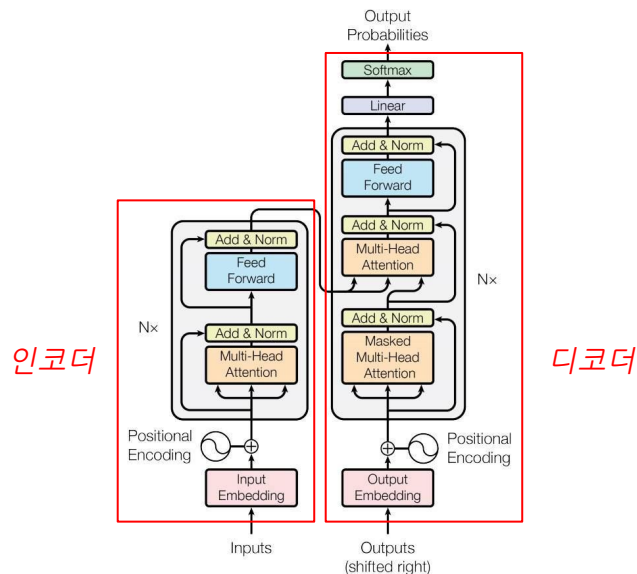 Output
Probabilities
Softmax
Linear
Add & Norm
Feed
Forward
Add & Norm
Multi-Head
Attention
Nx
Add & Norm
Masked
Multi-Head
Attention
디코더
Positional
Encoding
Output
Embedding
Outputs
(shifted right)
Add & Norm
Feed
Forward
N×
Add & Norm
Multi-Head
Attention
인코더
Positional
Encoding
Input
Embedding
Inputs